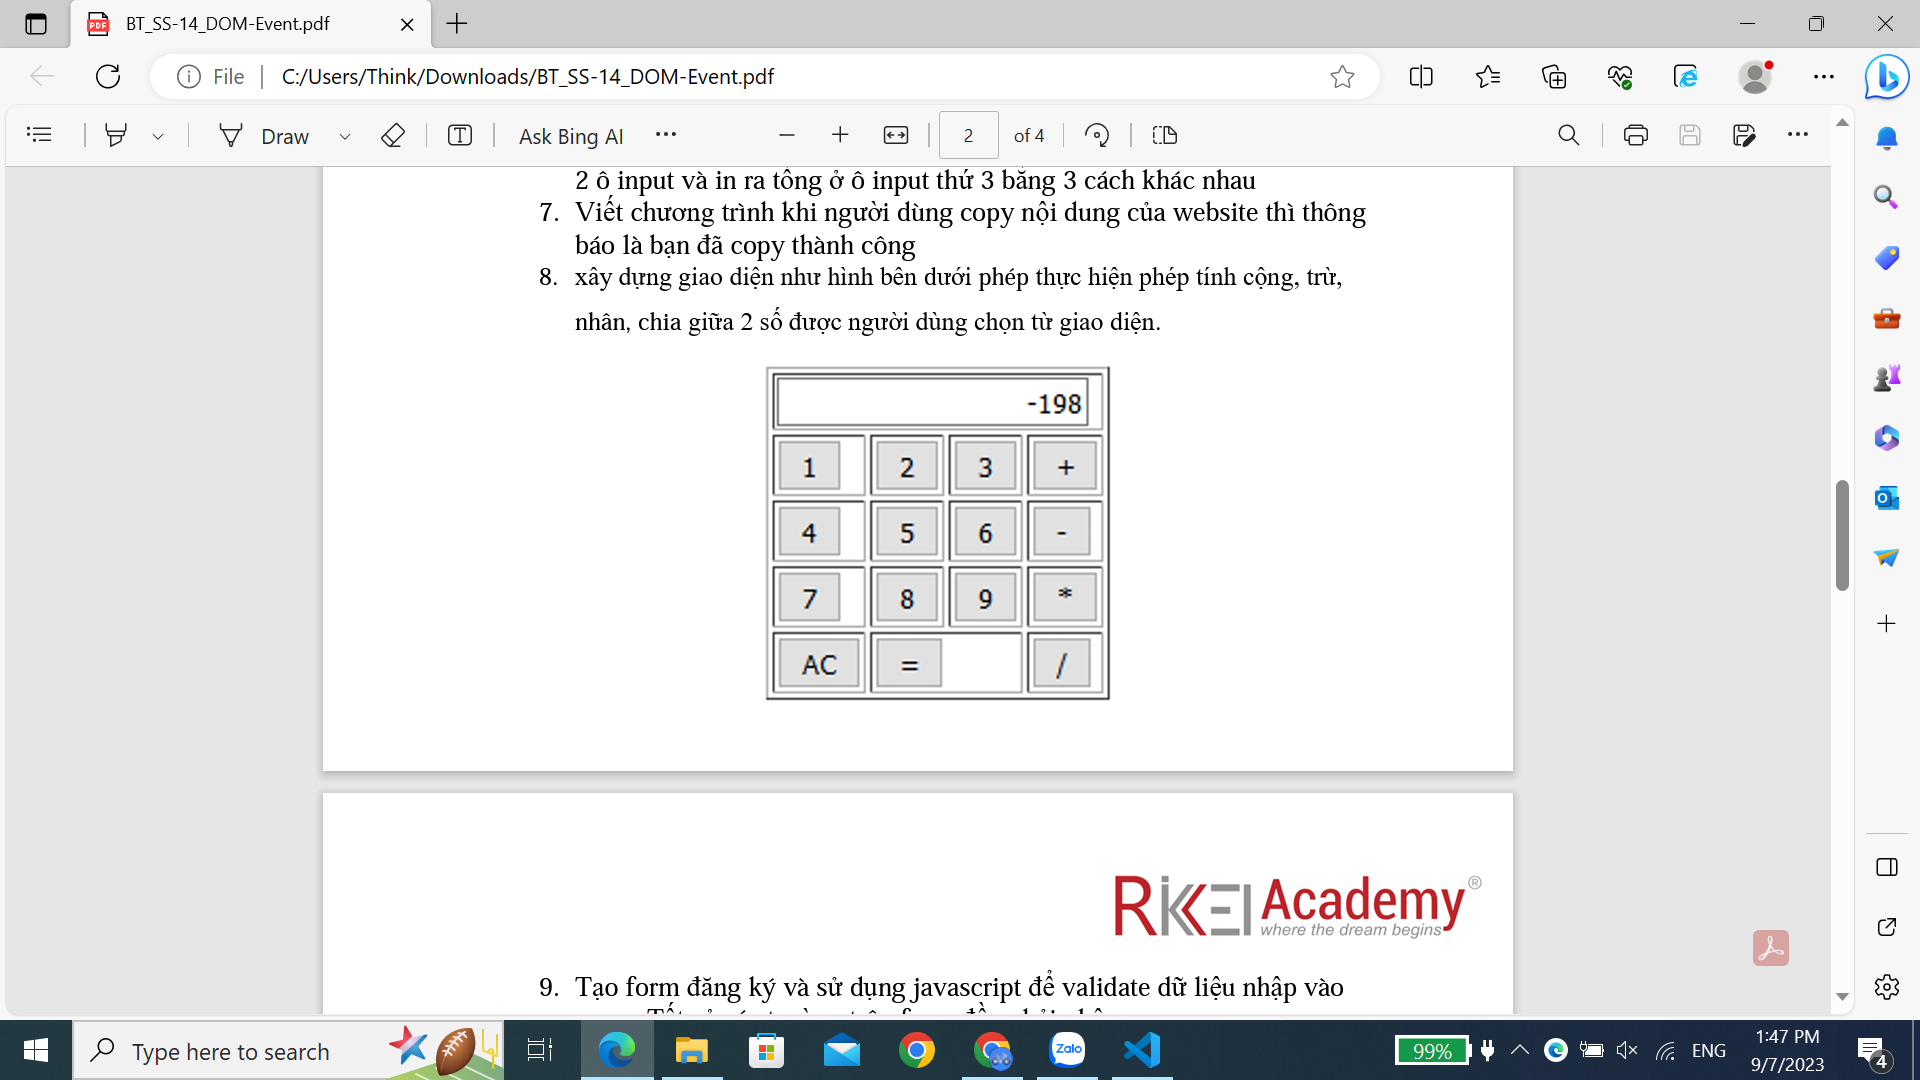 BT_SS-14_DOM-Event.pdf
File
C:/Users/Think/Downloads/BT_SS-14_DOM-Event.pdf
Draw
Ask Bing AI
2 of 4
2 ô input và in ra tổng ở ô input thứ 3 bằng 3 cách khác nhau
7. Viết chương trình khi người dùng copy nội dung của website thì thông
báo là bạn đã copy thành công
8. xây dựng giao diện như hình bên dưới phép thực hiện phép tính cộng, trừ,
nhân, chia giữa 2 số được người dùng chọn từ giao diện.
-198
1 2 3 +
4 5 6 -
7 8 9 *
AC = /
RIKKEI Academy®
where the dream begins
9. Tạo form đăng ký và sử dụng javascript để validate dữ liệu nhập vào
Type here to search
Zalo
99%
ENG
1:47 PM
9/7/2023
4